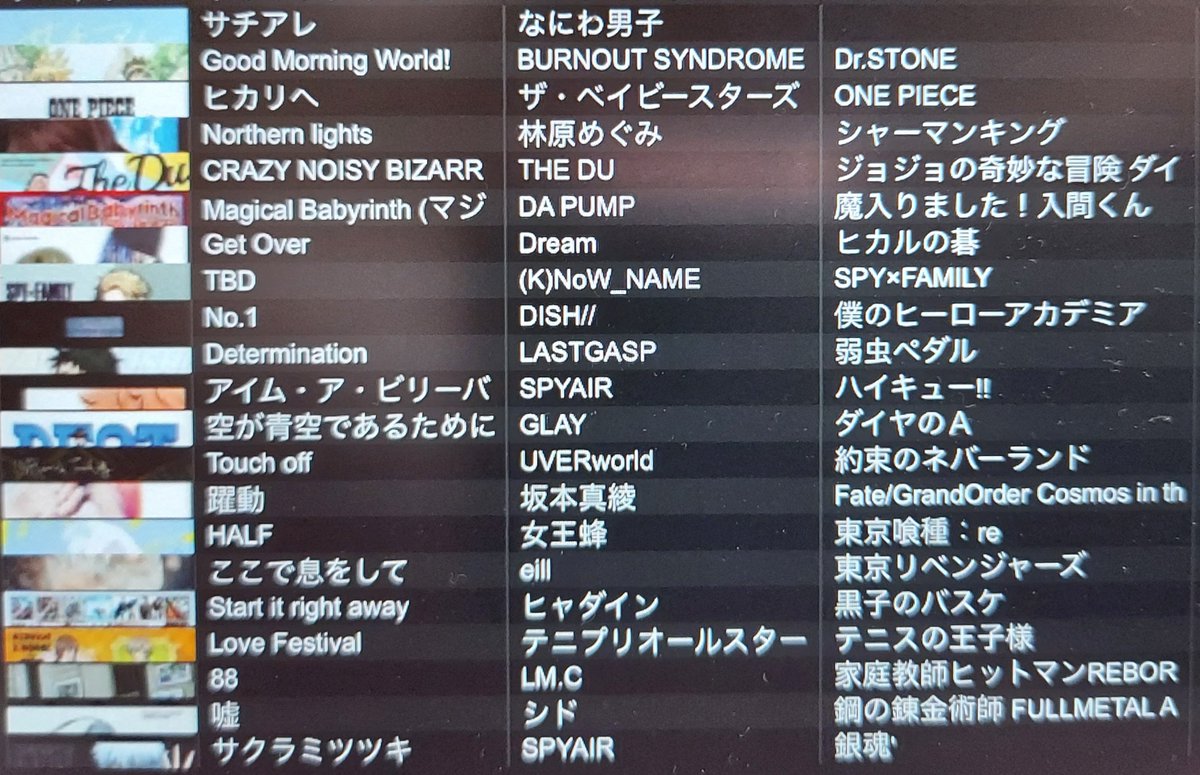 サチアレ なにわ男子
Good Morning World! BURNOUT SYNDROME Dr.STONE
ONE PIECE ヒカリへ ザ・ベイビースターズ ONE PIECE
Northern lights 林原めぐみ シャーマンキング
The Du CRAZY NOISY BIZARR THE DU ジョジョの奇妙な冒険 ダイ
Magical Babyrinth Magical Babyrinth (マジ DA PUMP 魔入りました！入間くん
Get Over Dream ヒカルの碁
SPY×FAMILY TBD (K)NoW_NAME SPY×FAMILY
No.1 DISH// 僕のヒーローアカデミア
Determination LASTGASP 弱虫ペダル
アイム・ア・ビリーバ SPYAIR ハイキュー!!
空が青空であるために GLAY ダイヤのA
Touch off UVERworld 約束のネバーランド
躍動 坂本真綾 Fate/GrandOrder Cosmos in th
HALF 女王蜂 東京喰種：re
ここで息をして eill 東京リベンジャーズ
Start it right away ヒャダイン 黒子のバスケ
Love Festival テニプリオールスター テニスの王子様
88 LM.C 家庭教師ヒットマンREBOR
嘘 シド 鋼の錬金術師 FULLMETAL A
サクラミツツキ SPYAIR 銀魂'